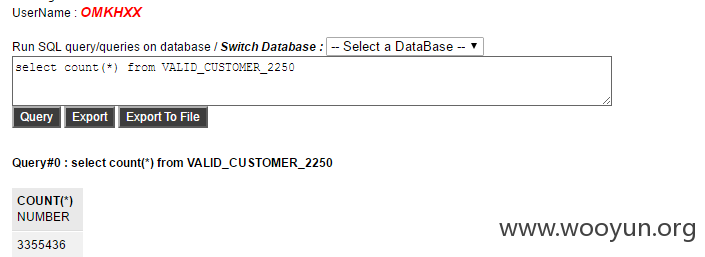 UserName : OMKHXX
Run SQL query/queries on database / Switch Database : -- Select a DataBase --
select count(*) from VALID_CUSTOMER_2250
Query Export Export To File
Query#0 : select count(*) from VALID_CUSTOMER_2250
COUNT(*)
NUMBER
3355436
www.wooyun.org